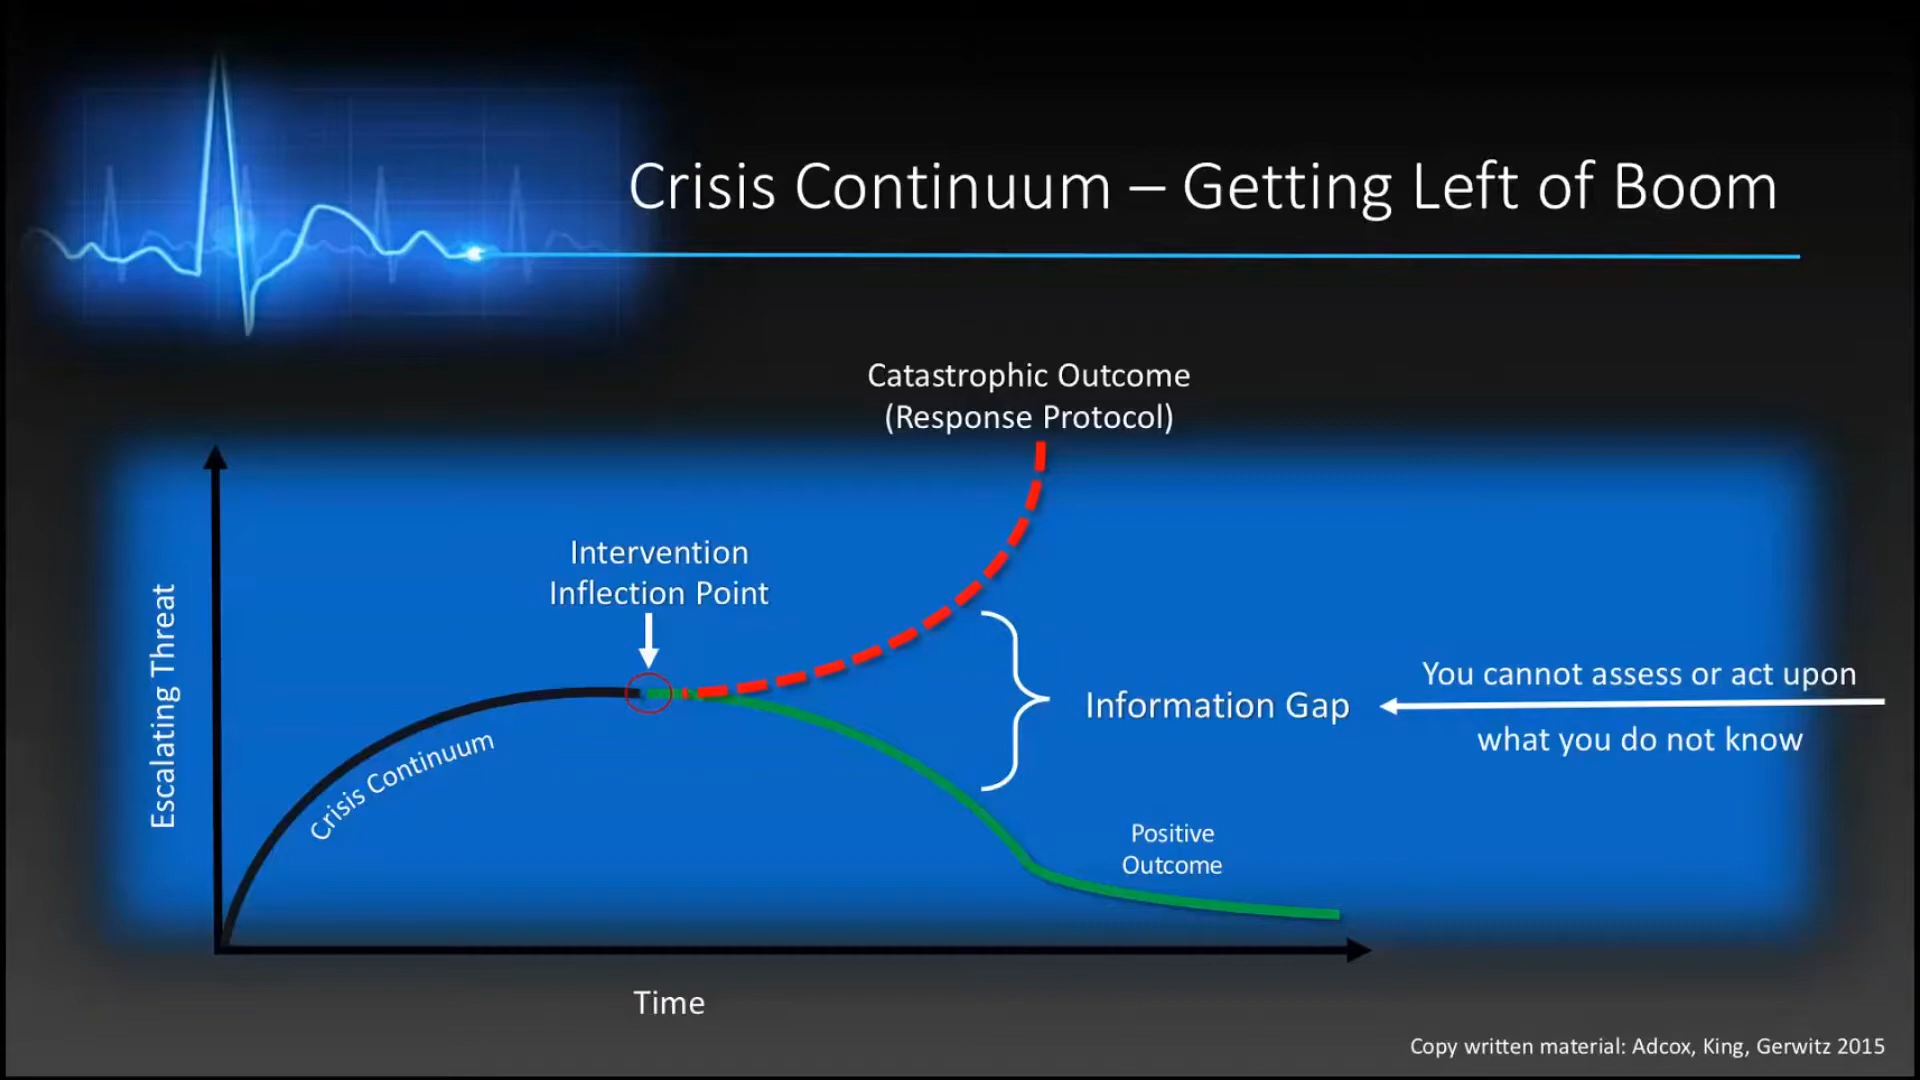 Crisis Continuum – Getting Left of Boom
Catastrophic Outcome
(Response Protocol)
Intervention
Inflection Point
Escalating Threat
Crisis Continuum
Information Gap
You cannot assess or act upon
what you do not know
Positive
Outcome
Time
Copy written material: Adcox, King, Gerwitz 2015